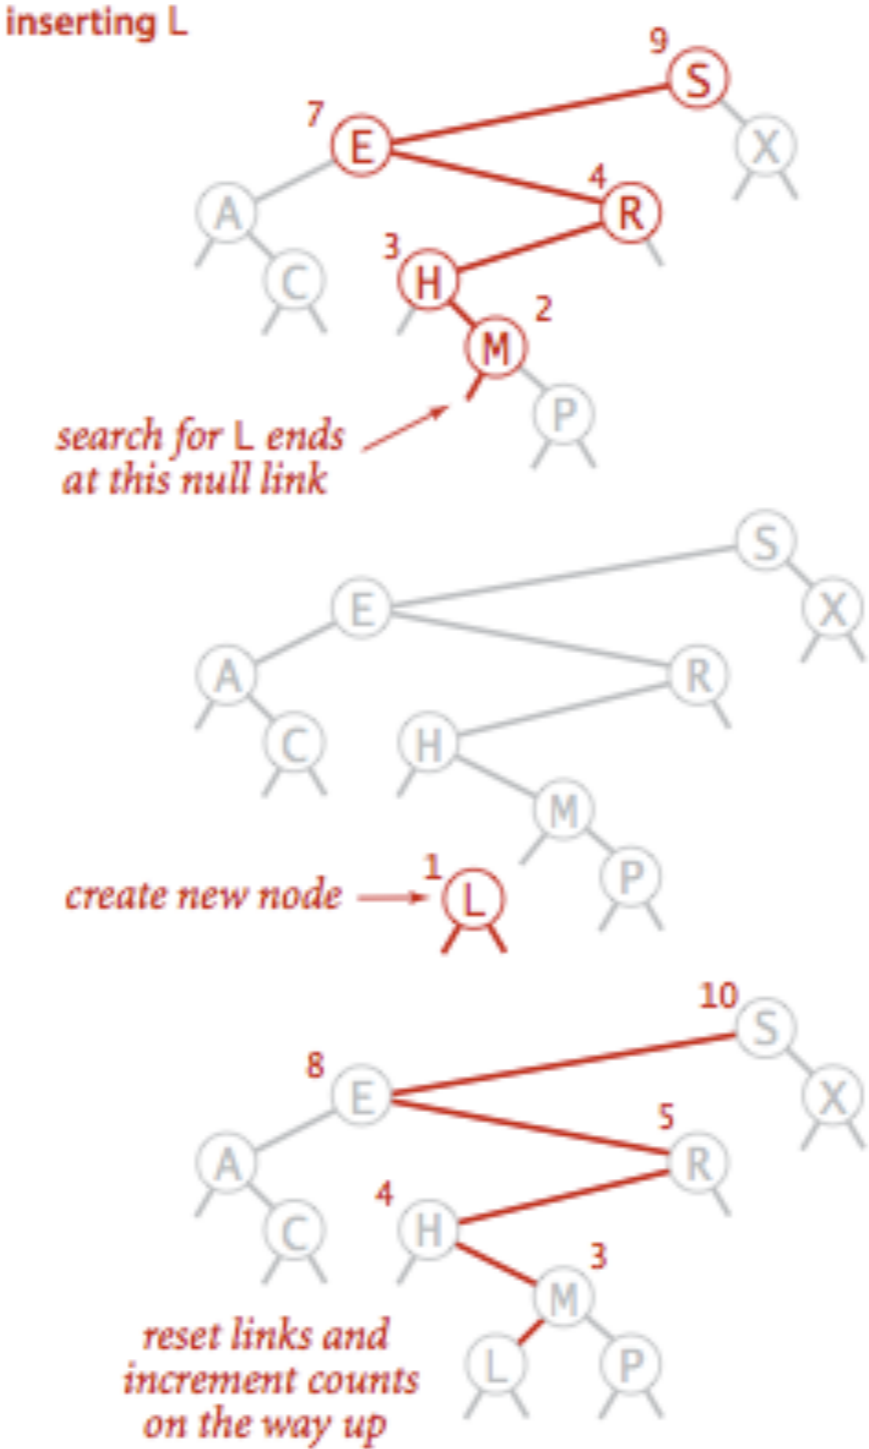 inserting L
9
S
7
E
X
4
A
R
3
C
H
2
M
P
search for L ends
at this null link
S
E
X
A
R
C
H
M
P
1
create new node
L
10
S
8
E
X
5
A
R
4
C
H
3
M
reset links and
L
P
increment counts
on the way up